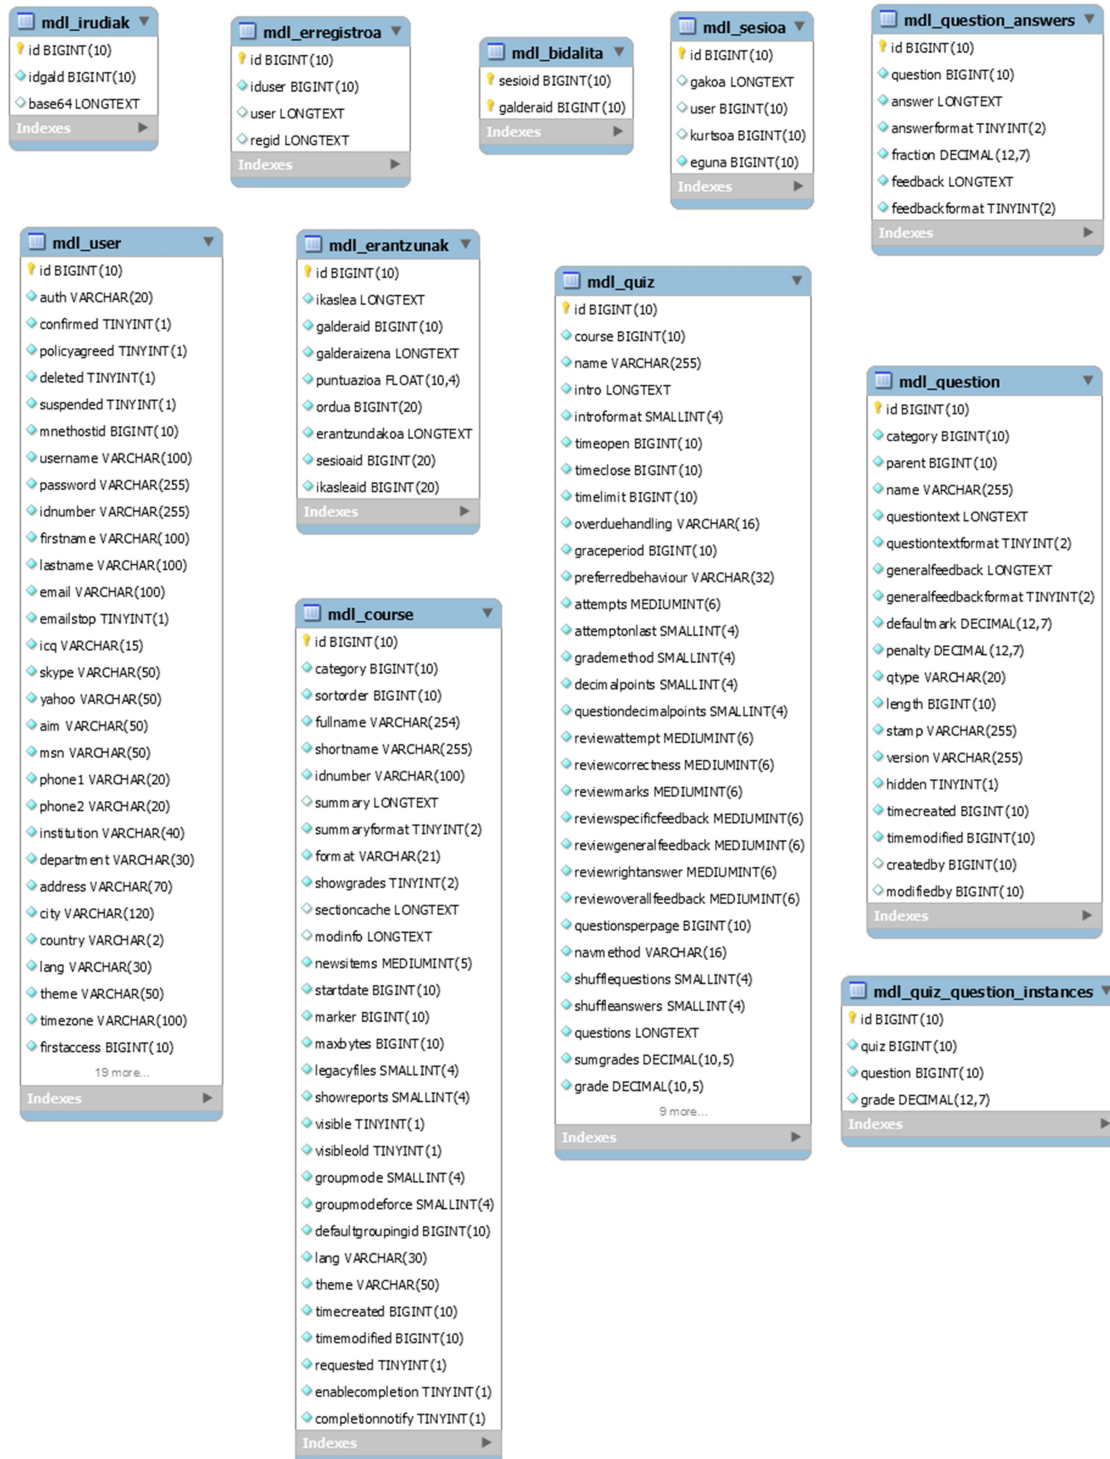 mdl_irudiak
id BIGINT(10)
idgald BIGINT(10)
base64 LONGTEXT
Indexes
mdl_erregistroa
id BIGINT(10)
iduser BIGINT(10)
user LONGTEXT
regid LONGTEXT
Indexes
mdl_bidalita
sesioid BIGINT(10)
galderaid BIGINT(10)
Indexes
mdl_sesioa
id BIGINT(10)
gakoa LONGTEXT
user BIGINT(10)
kurtsoa BIGINT(10)
eguna BIGINT(10)
Indexes
mdl_question_answers
id BIGINT(10)
question BIGINT(10)
answer LONGTEXT
answerformat TINYINT(2)
fraction DECIMAL(12,7)
feedback LONGTEXT
feedbackformat TINYINT(2)
Indexes
mdl_user
id BIGINT(10)
auth VARCHAR(20)
confirmed TINYINT(1)
policyagreed TINYINT(1)
deleted TINYINT(1)
suspended TINYINT(1)
mnethostid BIGINT(10)
username VARCHAR(100)
password VARCHAR(255)
idnumber VARCHAR(255)
firstname VARCHAR(100)
lastname VARCHAR(100)
email VARCHAR(100)
emailstop TINYINT(1)
icq VARCHAR(15)
skype VARCHAR(50)
yahoo VARCHAR(50)
aim VARCHAR(50)
msn VARCHAR(50)
phone1 VARCHAR(20)
phone2 VARCHAR(20)
institution VARCHAR(40)
department VARCHAR(30)
address VARCHAR(70)
city VARCHAR(120)
country VARCHAR(2)
lang VARCHAR(30)
theme VARCHAR(50)
timezone VARCHAR(100)
firstaccess BIGINT(10)
19 more...
Indexes
mdl_erantzunak
id BIGINT(10)
ikaslea LONGTEXT
galderaid BIGINT(10)
galderaizena LONGTEXT
puntuazioa FLOAT(10,4)
ordua BIGINT(20)
erantzundakoa LONGTEXT
sesioaid BIGINT(20)
ikasleaid BIGINT(20)
Indexes
mdl_course
id BIGINT(10)
category BIGINT(10)
sortorder BIGINT(10)
fullname VARCHAR(254)
shortname VARCHAR(255)
idnumber VARCHAR(100)
summary LONGTEXT
summaryformat TINYINT(2)
format VARCHAR(21)
showgrades TINYINT(2)
sectioncache LONGTEXT
modinfo LONGTEXT
newsitems MEDIUMINT(5)
startdate BIGINT(10)
marker BIGINT(10)
maxbytes BIGINT(10)
legacyfiles SMALLINT(4)
showreports SMALLINT(4)
visible TINYINT(1)
visibleold TINYINT(1)
groupmode SMALLINT(4)
groupmodeforce SMALLINT(4)
defaultgroupingid BIGINT(10)
lang VARCHAR(30)
theme VARCHAR(50)
timecreated BIGINT(10)
timemodified BIGINT(10)
requested TINYINT(1)
enablecompletion TINYINT(1)
completionnotify TINYINT(1)
Indexes
mdl_quiz
id BIGINT(10)
course BIGINT(10)
name VARCHAR(255)
intro LONGTEXT
introformat SMALLINT(4)
timeopen BIGINT(10)
timeclose BIGINT(10)
timelimit BIGINT(10)
overduehandling VARCHAR(16)
graceperiod BIGINT(10)
preferredbehaviour VARCHAR(32)
attempts MEDIUMINT(6)
attemptonlast SMALLINT(4)
grademethod SMALLINT(4)
decimalpoints SMALLINT(4)
questiondecimalpoints SMALLINT(4)
reviewattempt MEDIUMINT(6)
reviewcorrectness MEDIUMINT(6)
reviewmarks MEDIUMINT(6)
reviewspecificfeedback MEDIUMINT(6)
reviewgeneralfeedback MEDIUMINT(6)
reviewrightanswer MEDIUMINT(6)
reviewoverallfeedback MEDIUMINT(6)
questionsperpage BIGINT(10)
navmethod VARCHAR(16)
shufflequestions SMALLINT(4)
shuffleanswers SMALLINT(4)
questions LONGTEXT
sumgrades DECIMAL(10,5)
grade DECIMAL(10,5)
9 more...
Indexes
mdl_question
id BIGINT(10)
category BIGINT(10)
parent BIGINT(10)
name VARCHAR(255)
questiontext LONGTEXT
questiontextformat TINYINT(2)
generalfeedback LONGTEXT
generalfeedbackformat TINYINT(2)
defaultmark DECIMAL(12,7)
penalty DECIMAL(12,7)
qtype VARCHAR(20)
length BIGINT(10)
stamp VARCHAR(255)
version VARCHAR(255)
hidden TINYINT(1)
timecreated BIGINT(10)
timemodified BIGINT(10)
createdby BIGINT(10)
modifiedby BIGINT(10)
Indexes
mdl_quiz_question_instances
id BIGINT(10)
quiz BIGINT(10)
question BIGINT(10)
grade DECIMAL(12,7)
Indexes